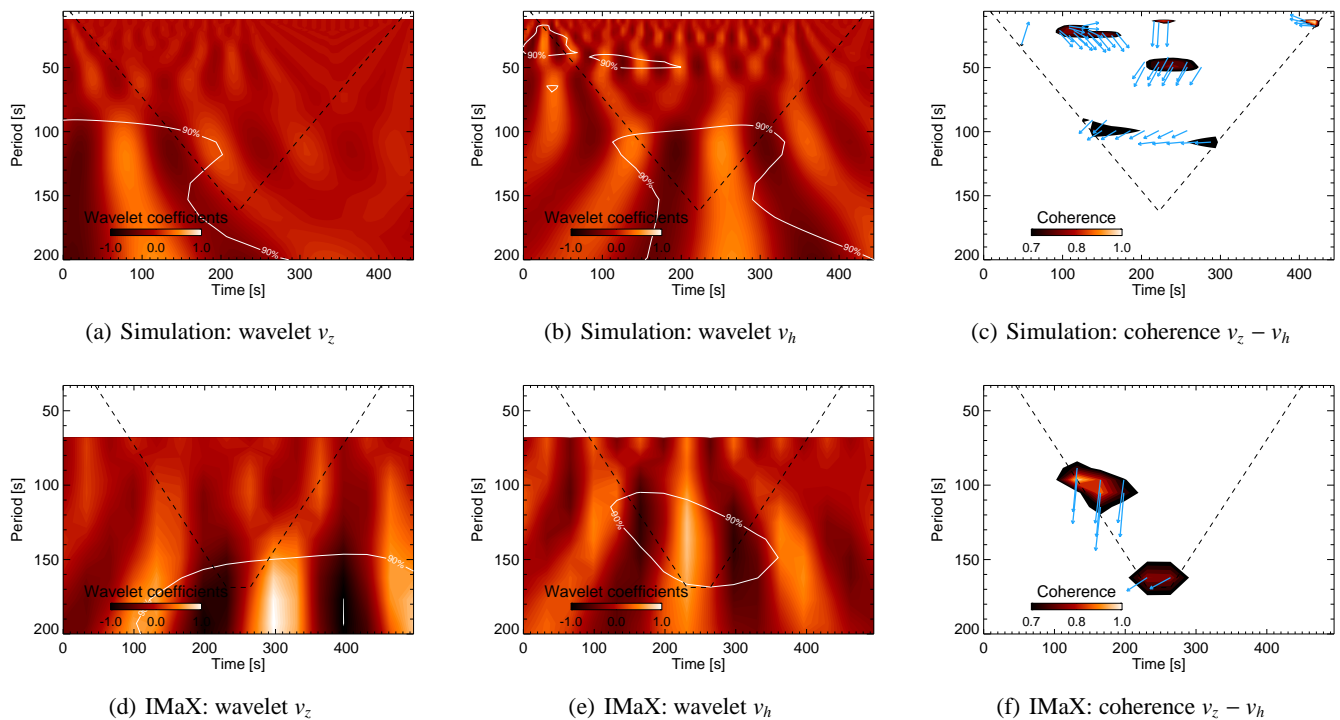 50
100
150
200
Period [s]
90%
90%
Wavelet coefficients
-1.0 0.0 1.0
0 100 200 300 400
Time [s]
(a) Simulation: wavelet v_z
50
100
150
200
Period [s]
90%
90%
90%
90%
90%
Wavelet coefficients
-1.0 0.0 1.0
0 100 200 300 400
Time [s]
(b) Simulation: wavelet v_h
50
100
150
200
Period [s]
Coherence
0.7 0.8 1.0
0 100 200 300 400
Time [s]
(c) Simulation: coherence v_z − v_h
50
100
150
200
Period [s]
90%
90%
Wavelet coefficients
-1.0 0.0 1.0
0 100 200 300 400
Time [s]
(d) IMaX: wavelet v_z
50
100
150
200
Period [s]
90%
90%
Wavelet coefficients
-1.0 0.0 1.0
0 100 200 300 400
Time [s]
(e) IMaX: wavelet v_h
50
100
150
200
Period [s]
Coherence
0.7 0.8 1.0
0 100 200 300 400
Time [s]
(f) IMaX: coherence v_z − v_h